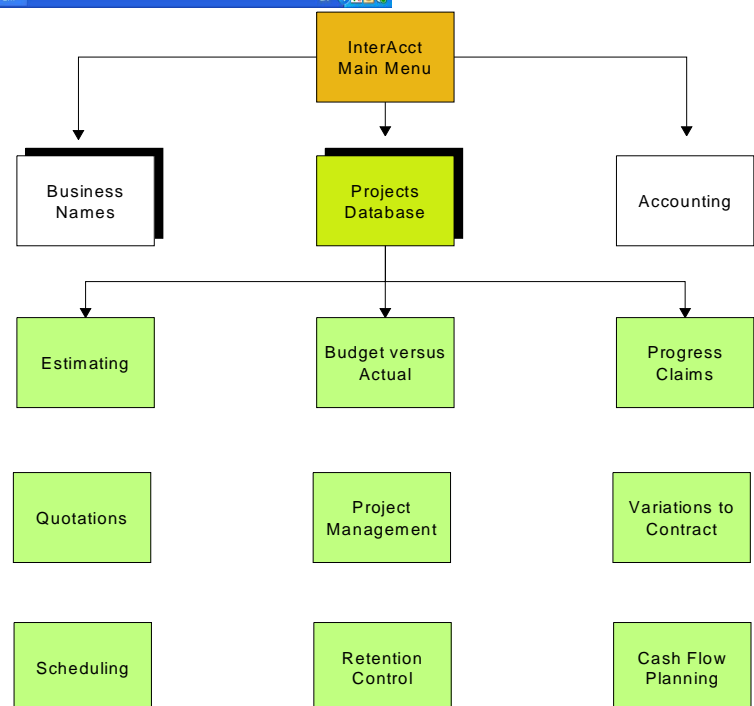 InterAcct
Main Menu
Business
Names
Projects
Database
Accounting
Estimating
Budget versus
Actual
Progress
Claims
Quotations
Project
Management
Variations to
Contract
Scheduling
Retention
Control
Cash Flow
Planning